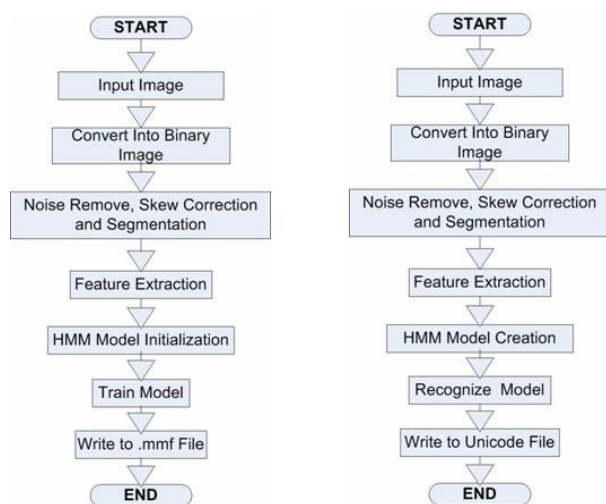 START
Input Image
Convert Into Binary
Image
Noise Remove, Skew Correction
and Segmentation
Feature Extraction
HMM Model Initialization
Train Model
Write to .mmf File
END
START
Input Image
Convert Into Binary
Image
Noise Remove, Skew Correction
and Segmentation
Feature Extraction
HMM Model Creation
Recognize Model
Write to Unicode File
END